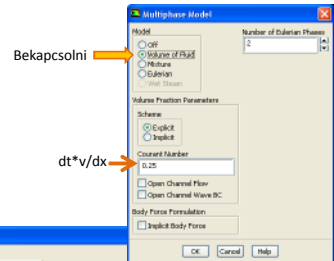 Multiphase Model
Model
Off
Volume of Fluid
Mixture
Eulerian
Wet Steam
Number of Eulerian Phases
2
Bekapcsolni
Volume Fraction Parameters
Scheme
Explicit
Implicit
Courant Number
0.25
dt*v/dx
Open Channel Flow
Open Channel Wave BC
Body Force Formulation
Implicit Body Force
OK Cancel Help